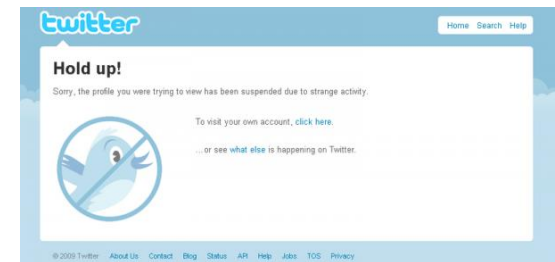 twitter
Home Search Help
Hold up!
Sorry, the profile you were trying to view has been suspended due to strange activity.
To visit your own account, click here.
...or see what else is happening on Twitter.
© 2009 Twitter About Us Contact Blog Status API Help Jobs TOS Privacy